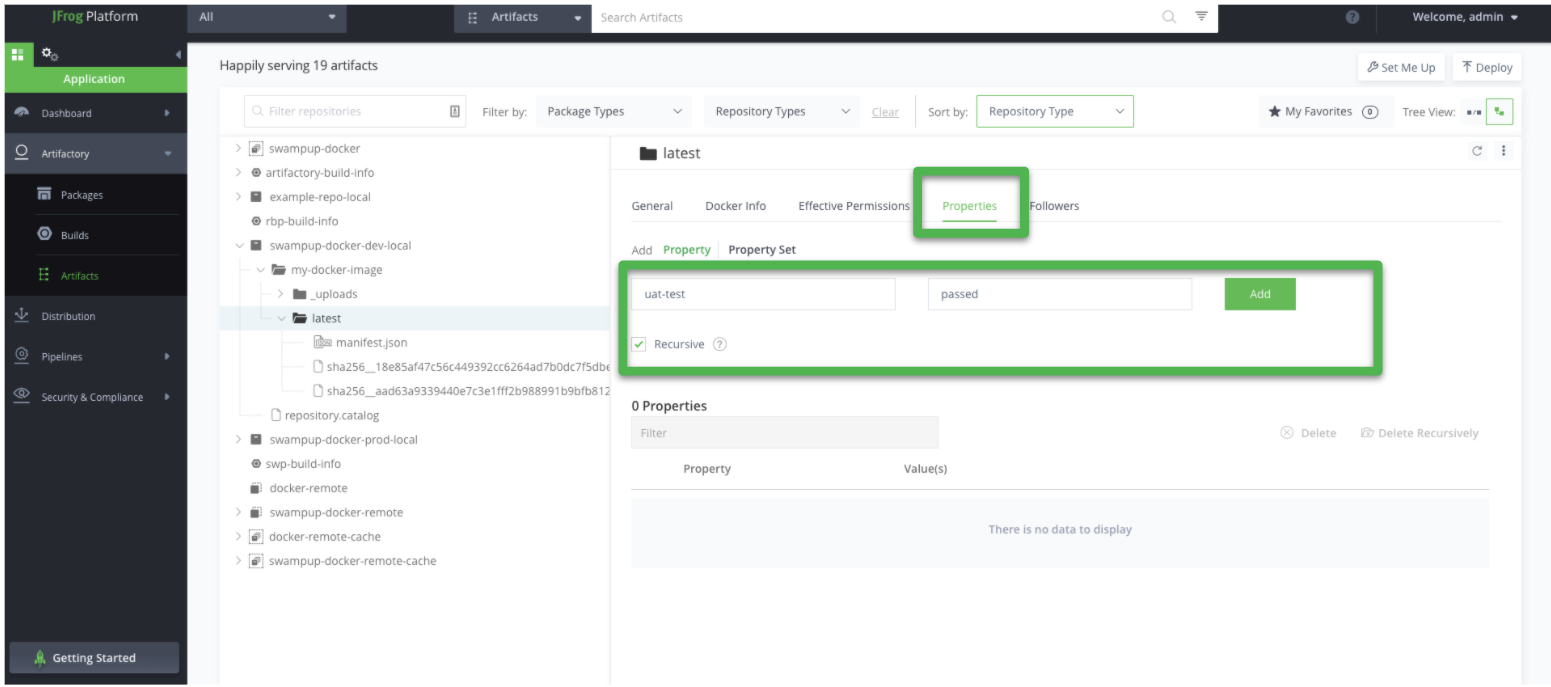 JFrog Platform
All
Artifacts
Search Artifacts
Welcome, admin
Application
Dashboard
Artifactory
Packages
Builds
Artifacts
Distribution
Pipelines
Security & Compliance
Getting Started
Happily serving 19 artifacts
Set Me Up
Deploy
Filter repositories
Filter by:
Package Types
Repository Types
Clear
Sort by:
Repository Type
My Favorites
0
Tree View:
swampup-docker
artifactory-build-info
example-repo-local
rbp-build-info
swampup-docker-dev-local
my-docker-image
_uploads
latest
manifest.json
sha256__18e85af47c56c449392cc6264ad7b0dc7f5dbe
sha256__aad63a9339440e7c3e1fff2b988991b9bfb812
repository.catalog
swampup-docker-prod-local
swp-build-info
docker-remote
swampup-docker-remote
docker-remote-cache
swampup-docker-remote-cache
latest
General
Docker Info
Effective Permissions
Properties
Followers
Add
Property
Property Set
uat-test
passed
Add
Recursive
?
0 Properties
Filter
Delete
Delete Recursively
Property
Value(s)
There is no data to display